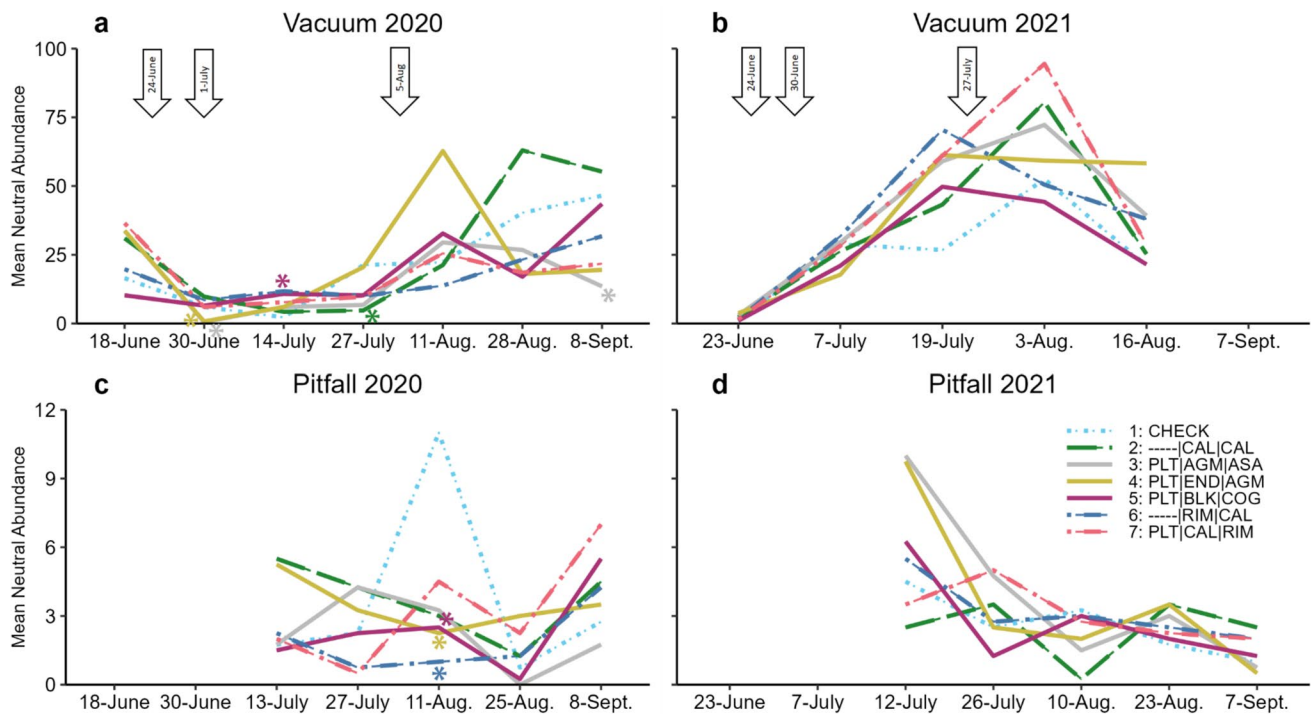 a Vacuum 2020
b Vacuum 2021
Mean Neutral Abundance
100
75
50
25
0
24-June
1-July
5-Aug
24-June
30-June
27-July
*
*
*
*
*
18-June 30-June 14-July 27-July 11-Aug. 28-Aug. 8-Sept.
23-June 7-July 19-July 3-Aug. 16-Aug. 7-Sept.
c Pitfall 2020
d Pitfall 2021
Mean Neutral Abundance
12
9
6
3
0
*
*
*
1: CHECK
2: -----|CAL|CAL
3: PLT|AGM|ASA
4: PLT|END|AGM
5: PLT|BLK|COG
6: -----|RIM|CAL
7: PLT|CAL|RIM
18-June 30-June 13-July 27-July 11-Aug. 25-Aug. 8-Sept.
23-June 7-July 12-July 26-July 10-Aug. 23-Aug. 7-Sept.